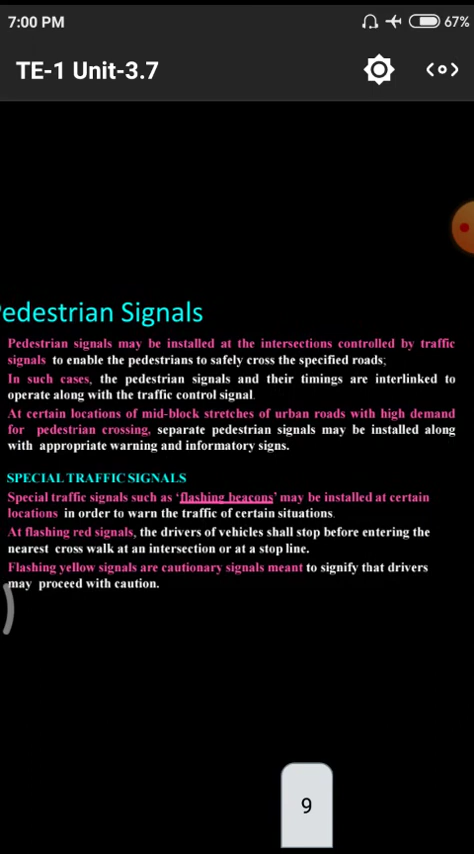 7:00 PM 67%
TE-1 Unit-3.7
edestrian Signals
Pedestrian signals may be installed at the intersections controlled by traffic
signals to enable the pedestrians to safely cross the specified roads;
In such cases, the pedestrian signals and their timings are interlinked to
operate along with the traffic control signal.
At certain locations of mid-block stretches of urban roads with high demand
for pedestrian crossing, separate pedestrian signals may be installed along
with appropriate warning and informatory signs.
SPECIAL TRAFFIC SIGNALS
Special traffic signals such as ‘flashing beacons’ may be installed at certain
locations in order to warn the traffic of certain situations.
At flashing red signals, the drivers of vehicles shall stop before entering the
nearest cross walk at an intersection or at a stop line.
Flashing yellow signals are cautionary signals meant to signify that drivers
may proceed with caution.
9